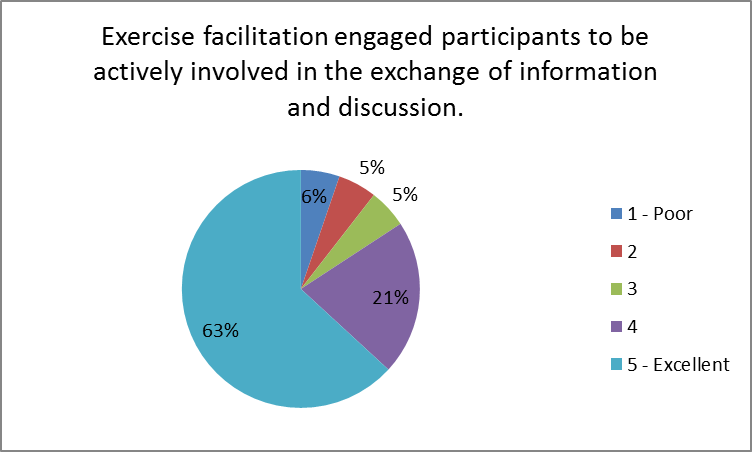 Exercise facilitation engaged participants to be
actively involved in the exchange of information
and discussion.
5%
6%
5%
21%
63%
1 - Poor
2
3
4
5 - Excellent